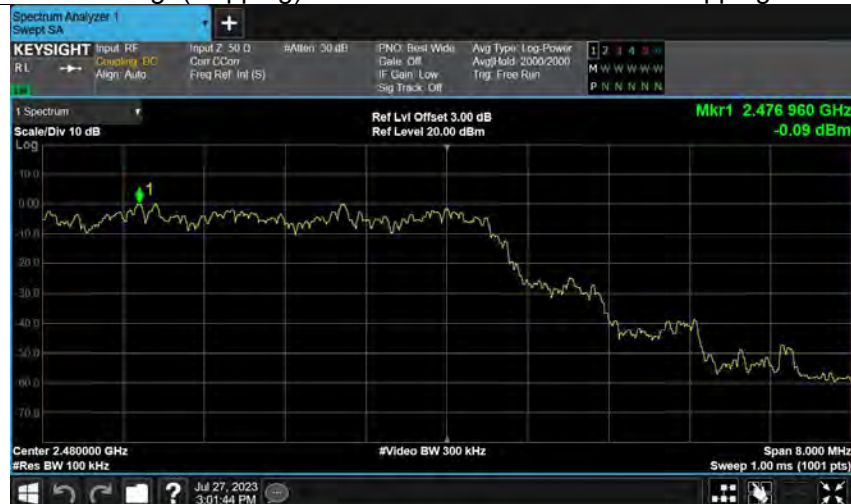 Spectrum Analyzer 1
Swept SA
+
KEYSIGHT Input: RF Input Z: 50 Ω #Atten: 30 dB PNO: Best Wide Avg Type: Log-Power 1 2 3 4 5 6
RL Coupling: DC Corr CCorr Gate: Off Avg|Hold: 2000/2000 M W W W W W
Align: Auto Freq Ref: Int (S) IF Gain: Low Trig: Free Run
Sig Track: Off P N N N N N
1 Spectrum Ref Lvl Offset 3.00 dB Mkr1 2.476 960 GHz
Scale/Div 10 dB Ref Level 20.00 dBm -0.09 dBm
Log
10.0
1
0.00
-10.0
-20.0
-30.0
-40.0
-50.0
-60.0
-70.0
Center 2.480000 GHz #Video BW 300 kHz Span 8.000 MHz
#Res BW 100 kHz Sweep 1.00 ms (1001 pts)
? Jul 27, 2023
3:01:44 PM